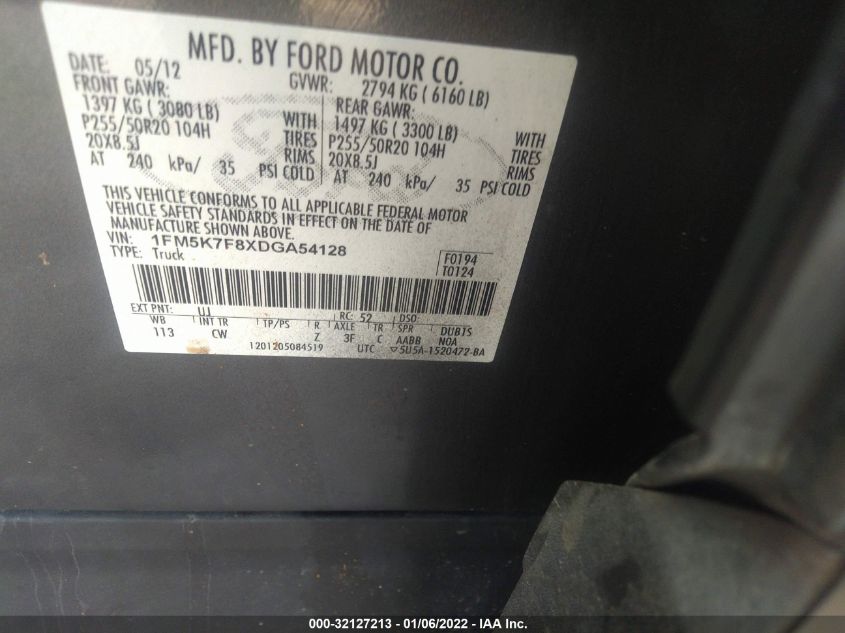 MFD. BY FORD MOTOR CO.
DATE: 05/12 GVWR: 2794 KG ( 6160 LB)
FRONT GAWR: REAR GAWR:
1397 KG ( 3080 LB) WITH 1497 KG ( 3300 LB) WITH
P255/50R20 104H TIRES P255/50R20 104H TIRES
20X8.5J RIMS 20X8.5J RIMS
AT 240 kPa/ 35 PSI COLD AT 240 kPa/ 35 PSI COLD
THIS VEHICLE CONFORMS TO ALL APPLICABLE FEDERAL MOTOR
VEHICLE SAFETY STANDARDS IN EFFECT ON THE DATE OF
MANUFACTURE SHOWN ABOVE.
VIN: 1FM5K7F8XDGA54128 F0194
TYPE: Truck T0124
EXT PNT: UJ RC: 52 DSO:
WB INT TR TP/PS R AXLE TR SPR DUB1S
113 CW Z 3F C AABB N0A
1201205084519 UTC ▽5U5A-1520472-BA
000-32127213 - 01/06/2022 - IAA Inc.